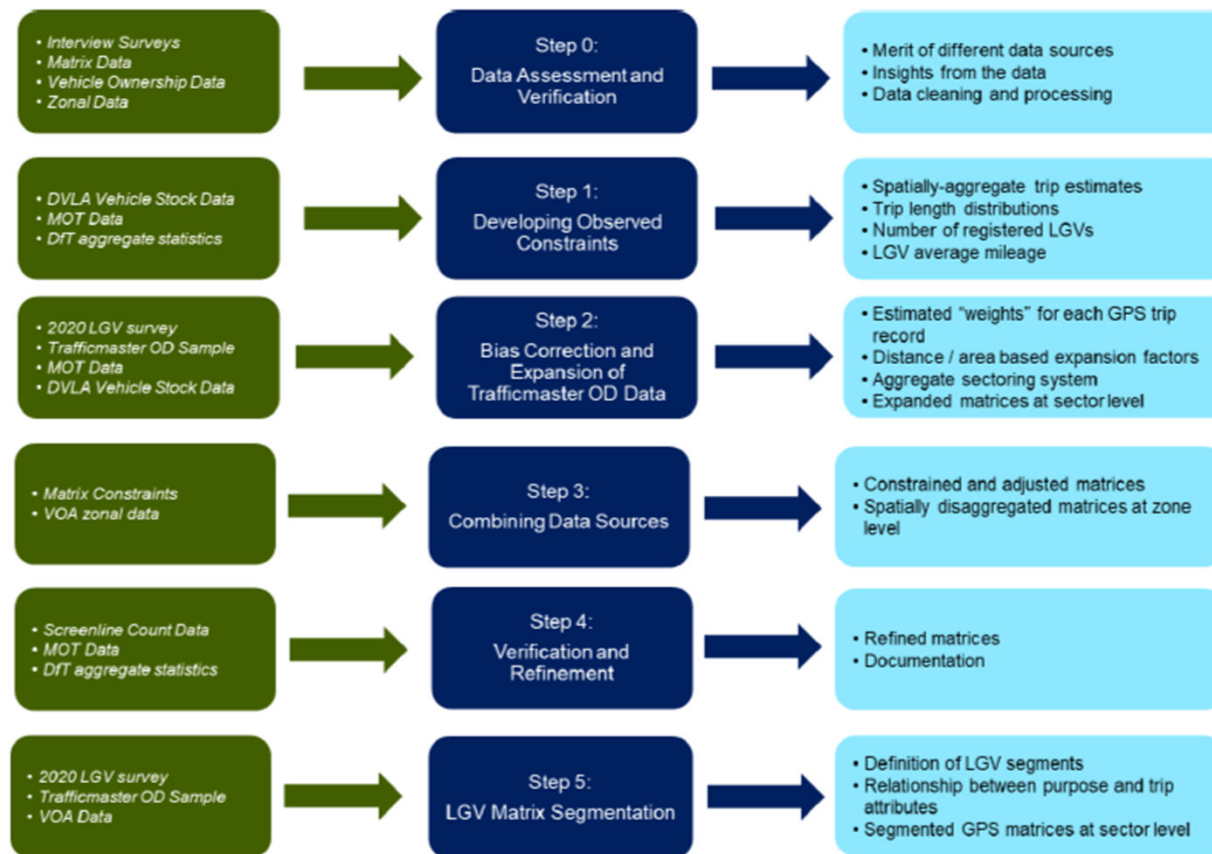 • Interview Surveys
• Matrix Data
• Vehicle Ownership Data
• Zonal Data
Step 0:
Data Assessment and
Verification
• Merit of different data sources
• Insights from the data
• Data cleaning and processing
• DVLA Vehicle Stock Data
• MOT Data
• DfT aggregate statistics
Step 1:
Developing Observed
Constraints
• Spatially-aggregate trip estimates
• Trip length distributions
• Number of registered LGVs
• LGV average mileage
• 2020 LGV survey
• Trafficmaster OD Sample
• MOT Data
• DVLA Vehicle Stock Data
Step 2:
Bias Correction and
Expansion of
Trafficmaster OD Data
• Estimated "weights" for each GPS trip
record
• Distance / area based expansion factors
• Aggregate sectoring system
• Expanded matrices at sector level
• Matrix Constraints
• VOA zonal data
Step 3:
Combining Data Sources
• Constrained and adjusted matrices
• Spatially disaggregated matrices at zone
level
• Screenline Count Data
• MOT Data
• DfT aggregate statistics
Step 4:
Verification and
Refinement
• Refined matrices
• Documentation
• 2020 LGV survey
• Trafficmaster OD Sample
• VOA Data
Step 5:
LGV Matrix Segmentation
• Definition of LGV segments
• Relationship between purpose and trip
attributes
• Segmented GPS matrices at sector level